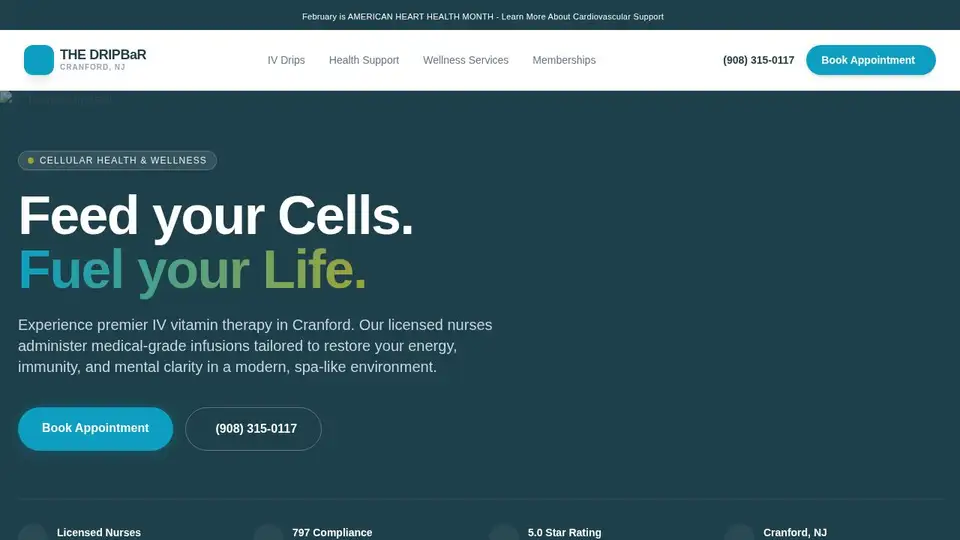 February is AMERICAN HEART HEALTH MONTH - Learn More About Cardiovascular Support
THE DRIPBaR
CRANFORD, NJ
IV Drips
Health Support
Wellness Services
Memberships
(908) 315-0117
Book Appointment
CELLULAR HEALTH & WELLNESS
Feed your Cells.
Fuel your Life.
Experience premier IV vitamin therapy in Cranford. Our licensed nurses
administer medical-grade infusions tailored to restore your energy,
immunity, and mental clarity in a modern, spa-like environment.
Book Appointment
(908) 315-0117
Licensed Nurses
797 Compliance
5.0 Star Rating
Cranford, NJ